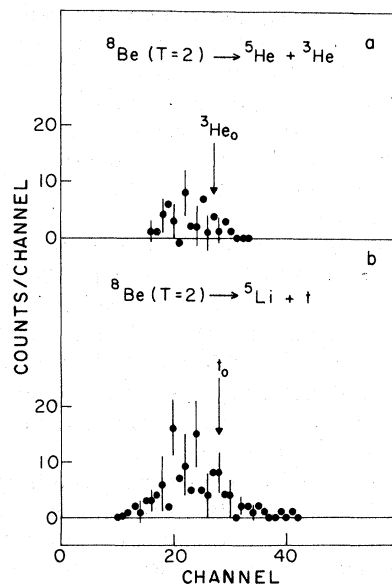 a
⁸Be (T=2) → ⁵He + ³He
20
³He₀
10
0
b
⁸Be (T=2) → ⁵Li + t
20
t₀
10
0
0 20 40
CHANNEL
COUNTS/CHANNEL